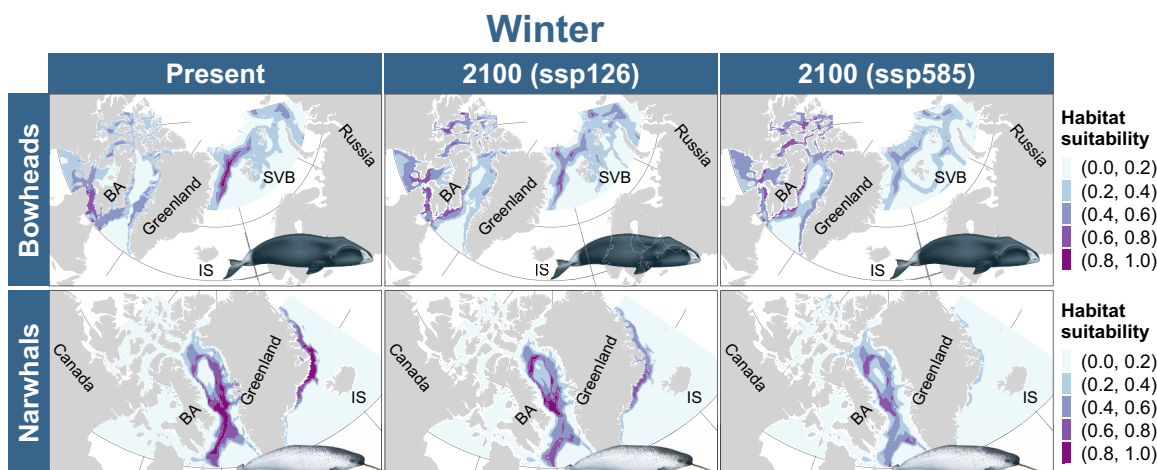 Winter
Present
2100 (ssp126)
2100 (ssp585)
Bowheads
BA
Greenland
SVB
Russia
IS
BA
Greenland
SVB
Russia
IS
BA
Greenland
SVB
Russia
IS
Habitat
suitability
(0.0, 0.2)
(0.2, 0.4)
(0.4, 0.6)
(0.6, 0.8)
(0.8, 1.0)
Narwhals
Canada
BA
Greenland
IS
Canada
BA
Greenland
IS
Canada
BA
Greenland
IS
Habitat
suitability
(0.0, 0.2)
(0.2, 0.4)
(0.4, 0.6)
(0.6, 0.8)
(0.8, 1.0)